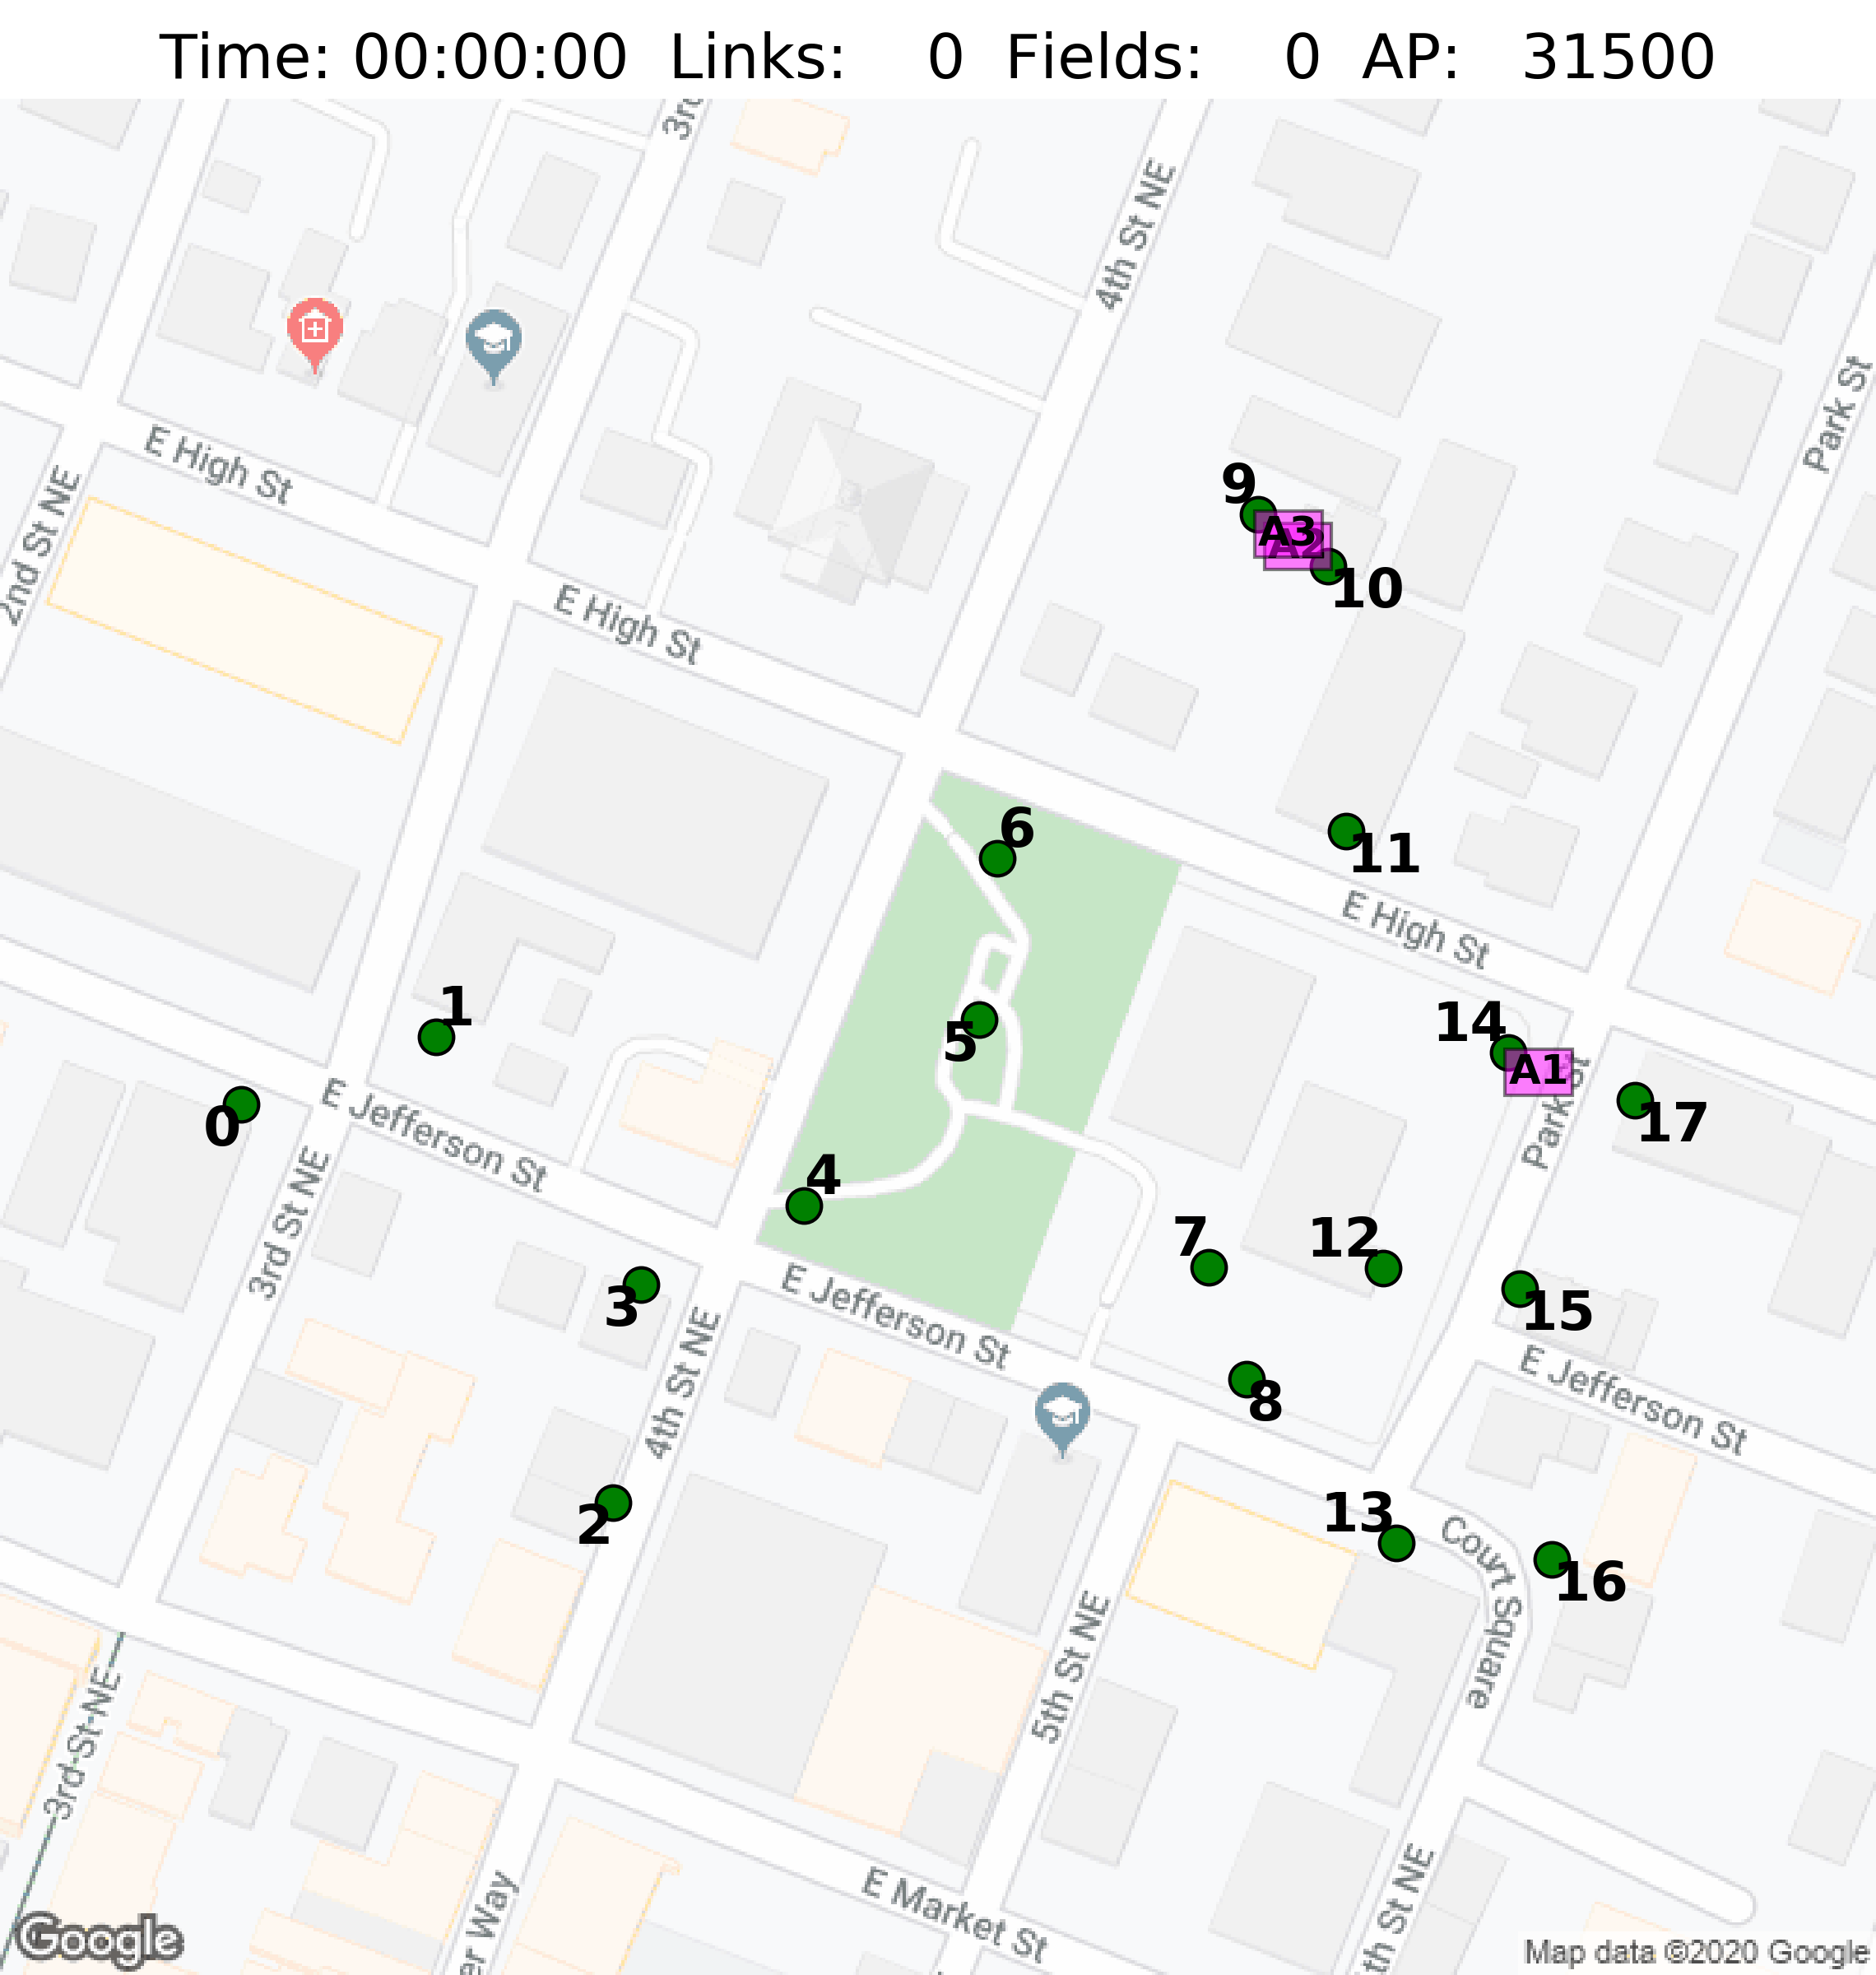 Time: 00:00:00 Links: 0 Fields: 0 AP: 31500
3rd
4th St NE
Park St
E High St
2nd St NE
9
A3
A2
10
E High St
6
11
E High St
1
5
14
A1
Park St
17
0
E Jefferson St
4
3rd St NE
7
12
3
E Jefferson St
15
8
E Jefferson St
4th St NE
2
13
Court Square
16
5th St NE
3rd St NE
E Market St
er Way
th St NE
Google
Map data ©2020 Google